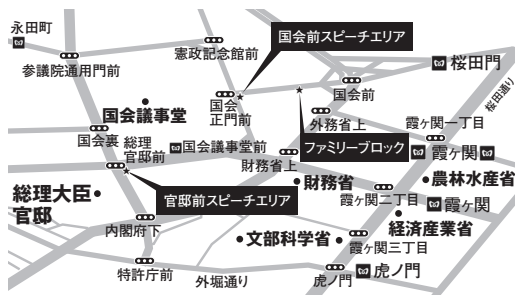 永田町
参議院通用門前
憲政記念館前
国会前スピーチエリア
桜田門
桜田通り
国会議事堂
国会
正門前
国会前
外務省上
霞ヶ関一丁目
国会裏
総理
官邸前
国会議事堂前
ファミリーブロック
霞ヶ関
財務省上
総理大臣
官邸
官邸前スピーチエリア
財務省
農林水産省
霞ヶ関二丁目
霞ヶ関
経済産業省
内閣府下
文部科学省
霞ヶ関三丁目
特許庁前
外堀通り
虎ノ門
虎ノ門